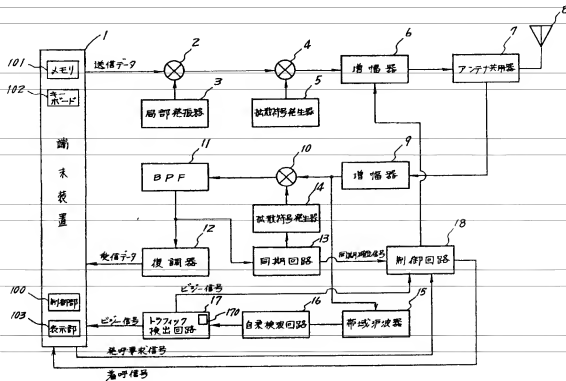 1
101
メモリ
102
キーボード
端末装置
100
制御部
103
表示部
送信データ
2
3
局部発振器
4
5
拡散符号発生器
6
増幅器
7
アンテナ共用器
8
11
BPF
10
9
増幅器
14
拡散符号発生器
受信データ
12
復調器
13
同期回路
同期確立信号
18
制御回路
ビジー信号
ビジー信号
17
トラフィック検出回路
170
16
自乗検波回路
15
帯域ろ波器
発呼要求信号
着呼信号